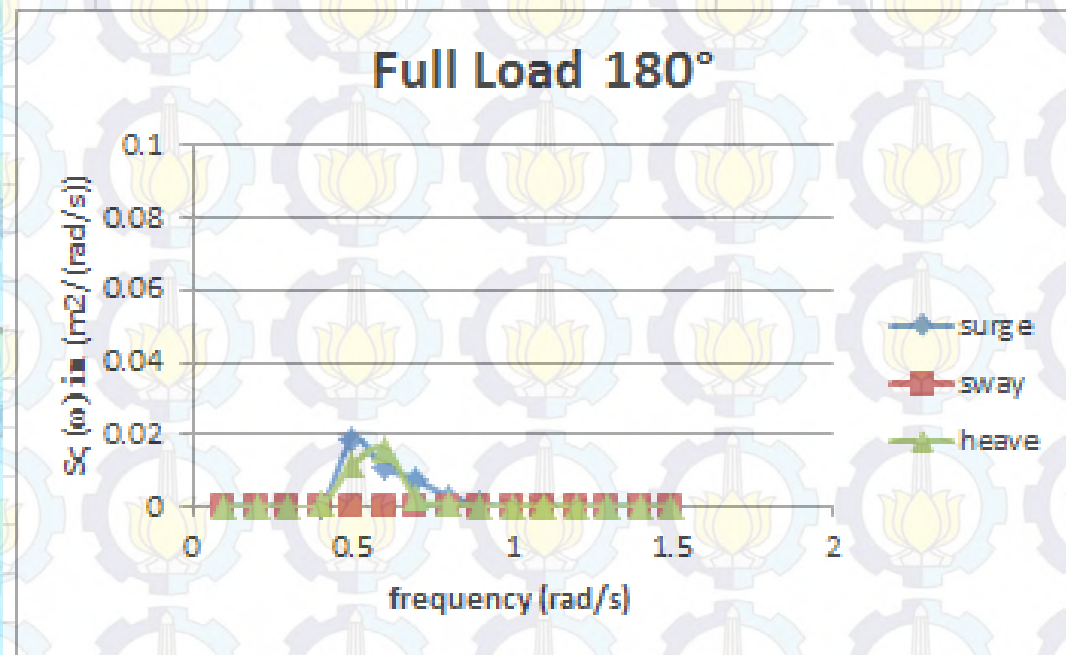 Full Load 180°
Sζ (ω) in (m2/(rad/s))
0.1
0.08
0.06
0.04
0.02
0
0
0.5
1
1.5
2
frequency (rad/s)
surge
sway
heave